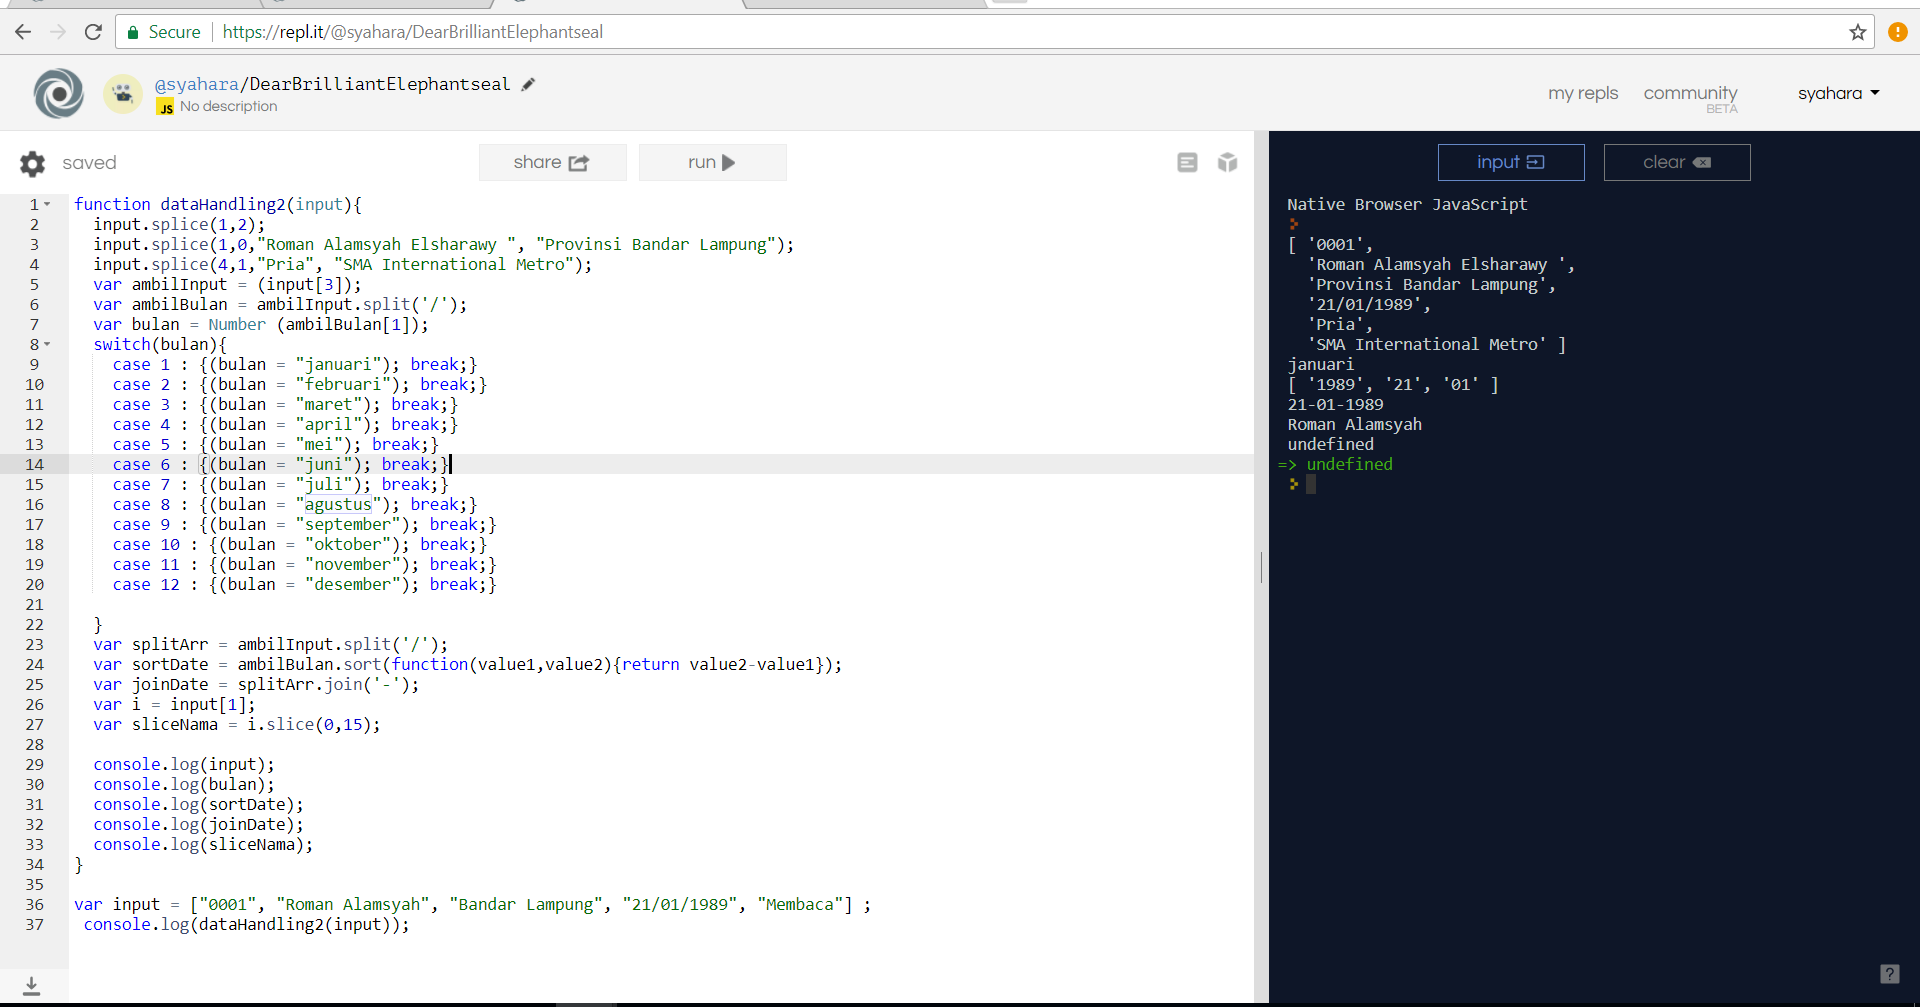 Secure https://repl.it/@syahara/DearBrilliantElephantseal
@syahara/DearBrilliantElephantseal
JS No description
my repls community BETA syahara
saved share run
input clear
1 function dataHandling2(input){
2 input.splice(1,2);
3 input.splice(1,0,"Roman Alamsyah Elsharawy ", "Provinsi Bandar Lampung");
4 input.splice(4,1,"Pria", "SMA International Metro");
5 var ambilInput = (input[3]);
6 var ambilBulan = ambilInput.split('/');
7 var bulan = Number (ambilBulan[1]);
8 switch(bulan){
9 case 1 : {(bulan = "januari"); break;}
10 case 2 : {(bulan = "februari"); break;}
11 case 3 : {(bulan = "maret"); break;}
12 case 4 : {(bulan = "april"); break;}
13 case 5 : {(bulan = "mei"); break;}
14 case 6 : {(bulan = "juni"); break;}
15 case 7 : {(bulan = "juli"); break;}
16 case 8 : {(bulan = "agustus"); break;}
17 case 9 : {(bulan = "september"); break;}
18 case 10 : {(bulan = "oktober"); break;}
19 case 11 : {(bulan = "november"); break;}
20 case 12 : {(bulan = "desember"); break;}
21
22 }
23 var splitArr = ambilInput.split('/');
24 var sortDate = ambilBulan.sort(function(value1,value2){return value2-value1});
25 var joinDate = splitArr.join('-');
26 var i = input[1];
27 var sliceNama = i.slice(0,15);
28
29 console.log(input);
30 console.log(bulan);
31 console.log(sortDate);
32 console.log(joinDate);
33 console.log(sliceNama);
34 }
35
36 var input = ["0001", "Roman Alamsyah", "Bandar Lampung", "21/01/1989", "Membaca"] ;
37 console.log(dataHandling2(input));
Native Browser JavaScript
[ '0001',
'Roman Alamsyah Elsharawy ',
'Provinsi Bandar Lampung',
'21/01/1989',
'Pria',
'SMA International Metro' ]
januari
[ '1989', '21', '01' ]
21-01-1989
Roman Alamsyah
undefined
=> undefined
?